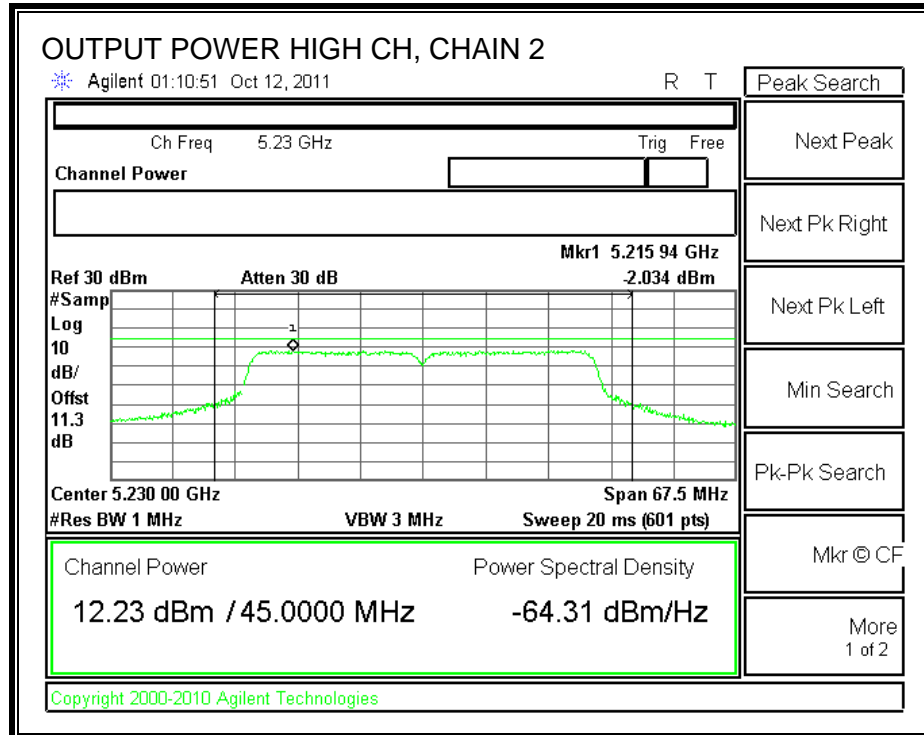 OUTPUT POWER HIGH CH, CHAIN 2
Agilent 01:10:51 Oct 12, 2011 R T
Peak Search
Ch Freq 5.23 GHz Trig Free
Next Peak
Channel Power
Next Pk Right
Mkr1 5.215 94 GHz
Ref 30 dBm Atten 30 dB -2.034 dBm
#Samp
Log
10
dB/
Offst
11.3
dB
1
Next Pk Left
Min Search
Pk-Pk Search
Center 5.230 00 GHz Span 67.5 MHz
#Res BW 1 MHz VBW 3 MHz Sweep 20 ms (601 pts)
Channel Power Power Spectral Density
Mkr © CF
12.23 dBm / 45.0000 MHz -64.31 dBm/Hz
More
1 of 2
Copyright 2000-2010 Agilent Technologies